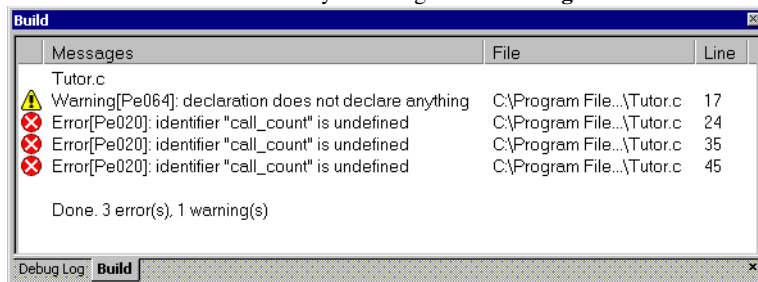 Build
Messages File Line
Tutor.c
Warning[Pe064]: declaration does not declare anything C:\Program File...\Tutor.c 17
Error[Pe020]: identifier "call_count" is undefined C:\Program File...\Tutor.c 24
Error[Pe020]: identifier "call_count" is undefined C:\Program File...\Tutor.c 35
Error[Pe020]: identifier "call_count" is undefined C:\Program File...\Tutor.c 45
Done. 3 error(s), 1 warning(s)
Debug Log Build